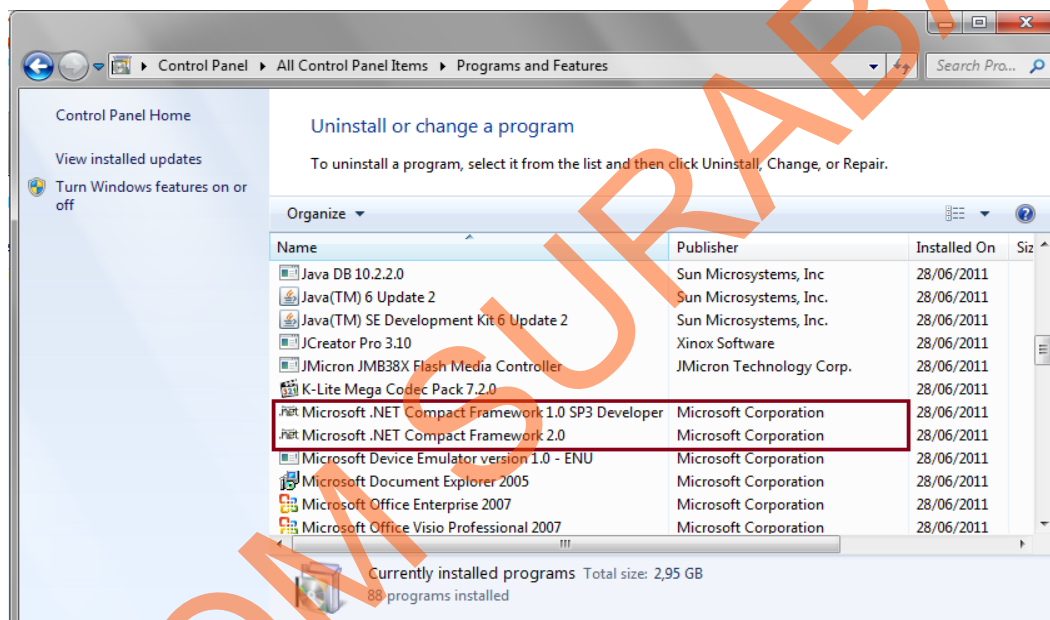 Control Panel ▸ All Control Panel Items ▸ Programs and Features
Search Pro...
Control Panel Home
View installed updates
Turn Windows features on or
off
Uninstall or change a program
To uninstall a program, select it from the list and then click Uninstall, Change, or Repair.
Organize
Name Publisher Installed On Siz
Java DB 10.2.2.0 Sun Microsystems, Inc 28/06/2011
Java(TM) 6 Update 2 Sun Microsystems, Inc. 28/06/2011
Java(TM) SE Development Kit 6 Update 2 Sun Microsystems, Inc. 28/06/2011
JCreator Pro 3.10 Xinox Software 28/06/2011
JMicron JMB38X Flash Media Controller JMicron Technology Corp. 28/06/2011
K-Lite Mega Codec Pack 7.2.0 28/06/2011
Microsoft .NET Compact Framework 1.0 SP3 Developer Microsoft Corporation 28/06/2011
Microsoft .NET Compact Framework 2.0 Microsoft Corporation 28/06/2011
Microsoft Device Emulator version 1.0 - ENU Microsoft Corporation 28/06/2011
Microsoft Document Explorer 2005 Microsoft Corporation 28/06/2011
Microsoft Office Enterprise 2007 Microsoft Corporation 28/06/2011
Microsoft Office Visio Professional 2007 Microsoft Corporation 28/06/2011
Currently installed programs Total size: 2,95 GB
88 programs installed
OM SURABA